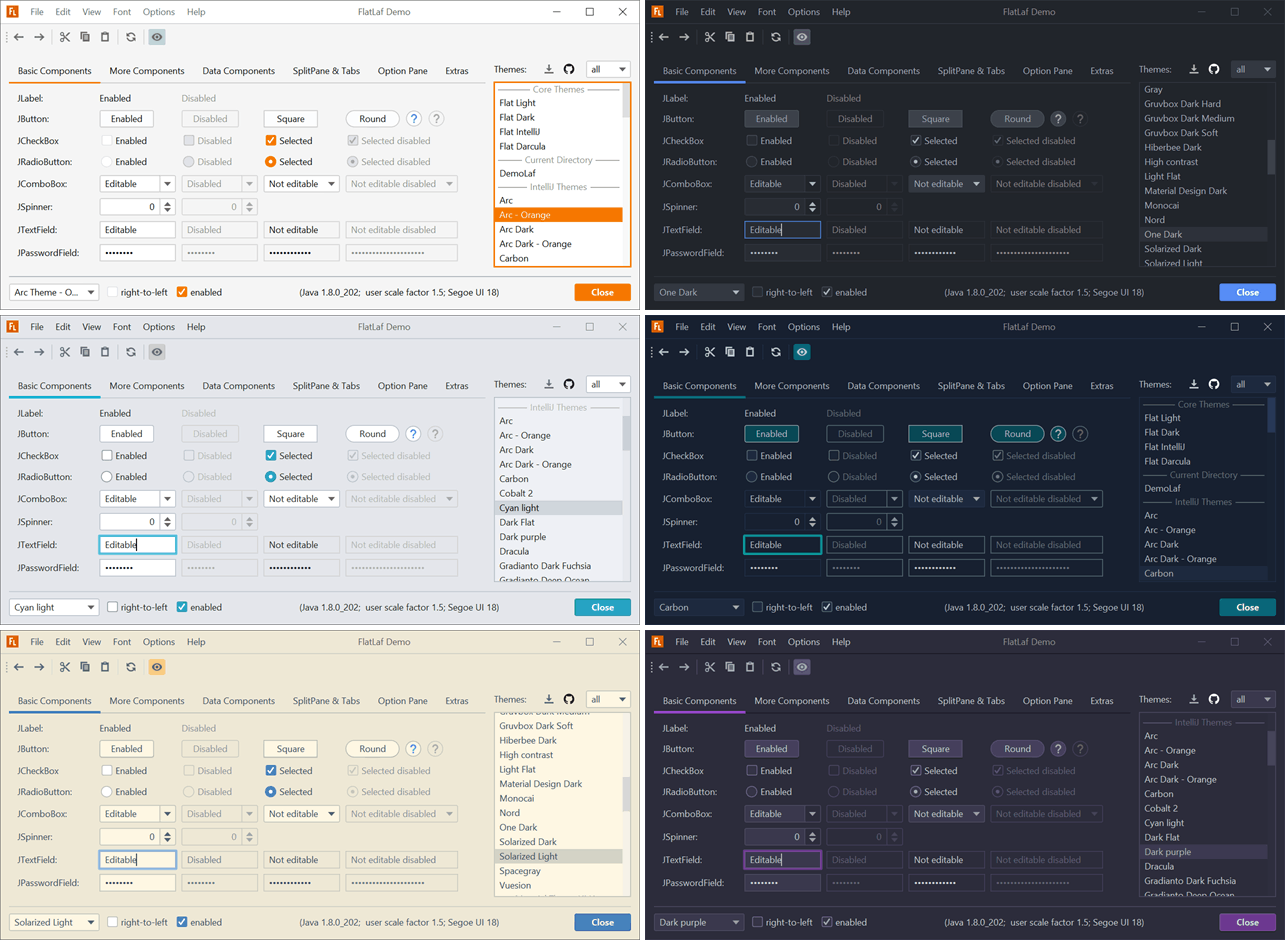 FL File Edit View Font Options Help FlatLaf Demo
Basic Components More Components Data Components SplitPane & Tabs Option Pane Extras Themes: all
JLabel: Enabled Disabled
JButton: Enabled Disabled Square Round ? ?
JCheckBox Enabled Disabled Selected Selected disabled
JRadioButton: Enabled Disabled Selected Selected disabled
JComboBox: Editable Disabled Not editable Not editable disabled
JSpinner: 0 0
JTextField: Editable Disabled Not editable Not editable disabled
JPasswordField: •••••••• •••••••• •••••••••••• ••••••••••••••••••••
Core Themes
Flat Light
Flat Dark
Flat IntelliJ
Flat Darcula
Current Directory
DemoLaf
IntelliJ Themes
Arc
Arc - Orange
Arc Dark
Arc Dark - Orange
Carbon
Arc Theme - O... right-to-left enabled (Java 1.8.0_202; user scale factor 1.5; Segoe UI 18) Close
FL File Edit View Font Options Help FlatLaf Demo
Basic Components More Components Data Components SplitPane & Tabs Option Pane Extras Themes: all
JLabel: Enabled Disabled
JButton: Enabled Disabled Square Round ? ?
JCheckBox Enabled Disabled Selected Selected disabled
JRadioButton: Enabled Disabled Selected Selected disabled
JComboBox: Editable Disabled Not editable Not editable disabled
JSpinner: 0 0
JTextField: Editable Disabled Not editable Not editable disabled
JPasswordField: •••••••• •••••••• •••••••••••• ••••••••••••••••••••
Gray
Gruvbox Dark Hard
Gruvbox Dark Medium
Gruvbox Dark Soft
Hiberbee Dark
High contrast
Light Flat
Material Design Dark
Monocai
Nord
One Dark
Solarized Dark
Solarized Light
One Dark right-to-left enabled (Java 1.8.0_202; user scale factor 1.5; Segoe UI 18) Close
FL File Edit View Font Options Help FlatLaf Demo
Basic Components More Components Data Components SplitPane & Tabs Option Pane Extras Themes: all
JLabel: Enabled Disabled
JButton: Enabled Disabled Square Round ? ?
JCheckBox Enabled Disabled Selected Selected disabled
JRadioButton: Enabled Disabled Selected Selected disabled
JComboBox: Editable Disabled Not editable Not editable disabled
JSpinner: 0 0
JTextField: Editable Disabled Not editable Not editable disabled
JPasswordField: •••••••• •••••••• •••••••••••• ••••••••••••••••••••
IntelliJ Themes
Arc
Arc - Orange
Arc Dark
Arc Dark - Orange
Carbon
Cobalt 2
Cyan light
Dark Flat
Dark purple
Dracula
Gradianto Dark Fuchsia
Gradianto Deep Ocean
Cyan light right-to-left enabled (Java 1.8.0_202; user scale factor 1.5; Segoe UI 18) Close
FL File Edit View Font Options Help FlatLaf Demo
Basic Components More Components Data Components SplitPane & Tabs Option Pane Extras Themes: all
JLabel: Enabled Disabled
JButton: Enabled Disabled Square Round ? ?
JCheckBox Enabled Disabled Selected Selected disabled
JRadioButton: Enabled Disabled Selected Selected disabled
JComboBox: Editable Disabled Not editable Not editable disabled
JSpinner: 0 0
JTextField: Editable Disabled Not editable Not editable disabled
JPasswordField: •••••••• •••••••• •••••••••••• ••••••••••••••••••••
Core Themes
Flat Light
Flat Dark
Flat IntelliJ
Flat Darcula
Current Directory
DemoLaf
IntelliJ Themes
Arc
Arc - Orange
Arc Dark
Arc Dark - Orange
Carbon
Carbon right-to-left enabled (Java 1.8.0_202; user scale factor 1.5; Segoe UI 18) Close
FL File Edit View Font Options Help FlatLaf Demo
Basic Components More Components Data Components SplitPane & Tabs Option Pane Extras Themes: all
JLabel: Enabled Disabled
JButton: Enabled Disabled Square Round ? ?
JCheckBox Enabled Disabled Selected Selected disabled
JRadioButton: Enabled Disabled Selected Selected disabled
JComboBox: Editable Disabled Not editable Not editable disabled
JSpinner: 0 0
JTextField: Editable Disabled Not editable Not editable disabled
JPasswordField: •••••••• •••••••• •••••••••••• ••••••••••••••••••••
Gruvbox Dark Medium
Gruvbox Dark Soft
Hiberbee Dark
High contrast
Light Flat
Material Design Dark
Monocai
Nord
One Dark
Solarized Dark
Solarized Light
Spacegray
Vuesion
Solarized Light right-to-left enabled (Java 1.8.0_202; user scale factor 1.5; Segoe UI 18) Close
FL File Edit View Font Options Help FlatLaf Demo
Basic Components More Components Data Components SplitPane & Tabs Option Pane Extras Themes: all
JLabel: Enabled Disabled
JButton: Enabled Disabled Square Round ? ?
JCheckBox Enabled Disabled Selected Selected disabled
JRadioButton: Enabled Disabled Selected Selected disabled
JComboBox: Editable Disabled Not editable Not editable disabled
JSpinner: 0 0
JTextField: Editable Disabled Not editable Not editable disabled
JPasswordField: •••••••• •••••••• •••••••••••• ••••••••••••••••••••
IntelliJ Themes
Arc
Arc - Orange
Arc Dark
Arc Dark - Orange
Carbon
Cobalt 2
Cyan light
Dark Flat
Dark purple
Dracula
Gradianto Dark Fuchsia
Gradianto Deep Ocean
Dark purple right-to-left enabled (Java 1.8.0_202; user scale factor 1.5; Segoe UI 18) Close